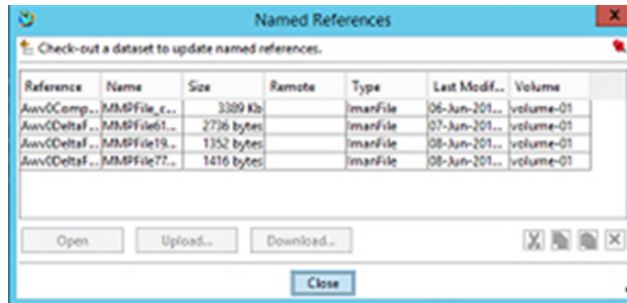 Named References
Check-out a dataset to update named references.
Reference Name Size Remote Type Last Modif... Volume
Awv0Comp... MMPFile_c... 3389 Kb ImanFile 06-Jun-201... volume-01
Awv0DeltaF... MMPFile61... 2736 bytes ImanFile 07-Jun-201... volume-01
Awv0DeltaF... MMPFile19... 1352 bytes ImanFile 08-Jun-201... volume-01
Awv0DeltaF... MMPFile77... 1416 bytes ImanFile 08-Jun-201... volume-01
Open Upload... Download...
Close